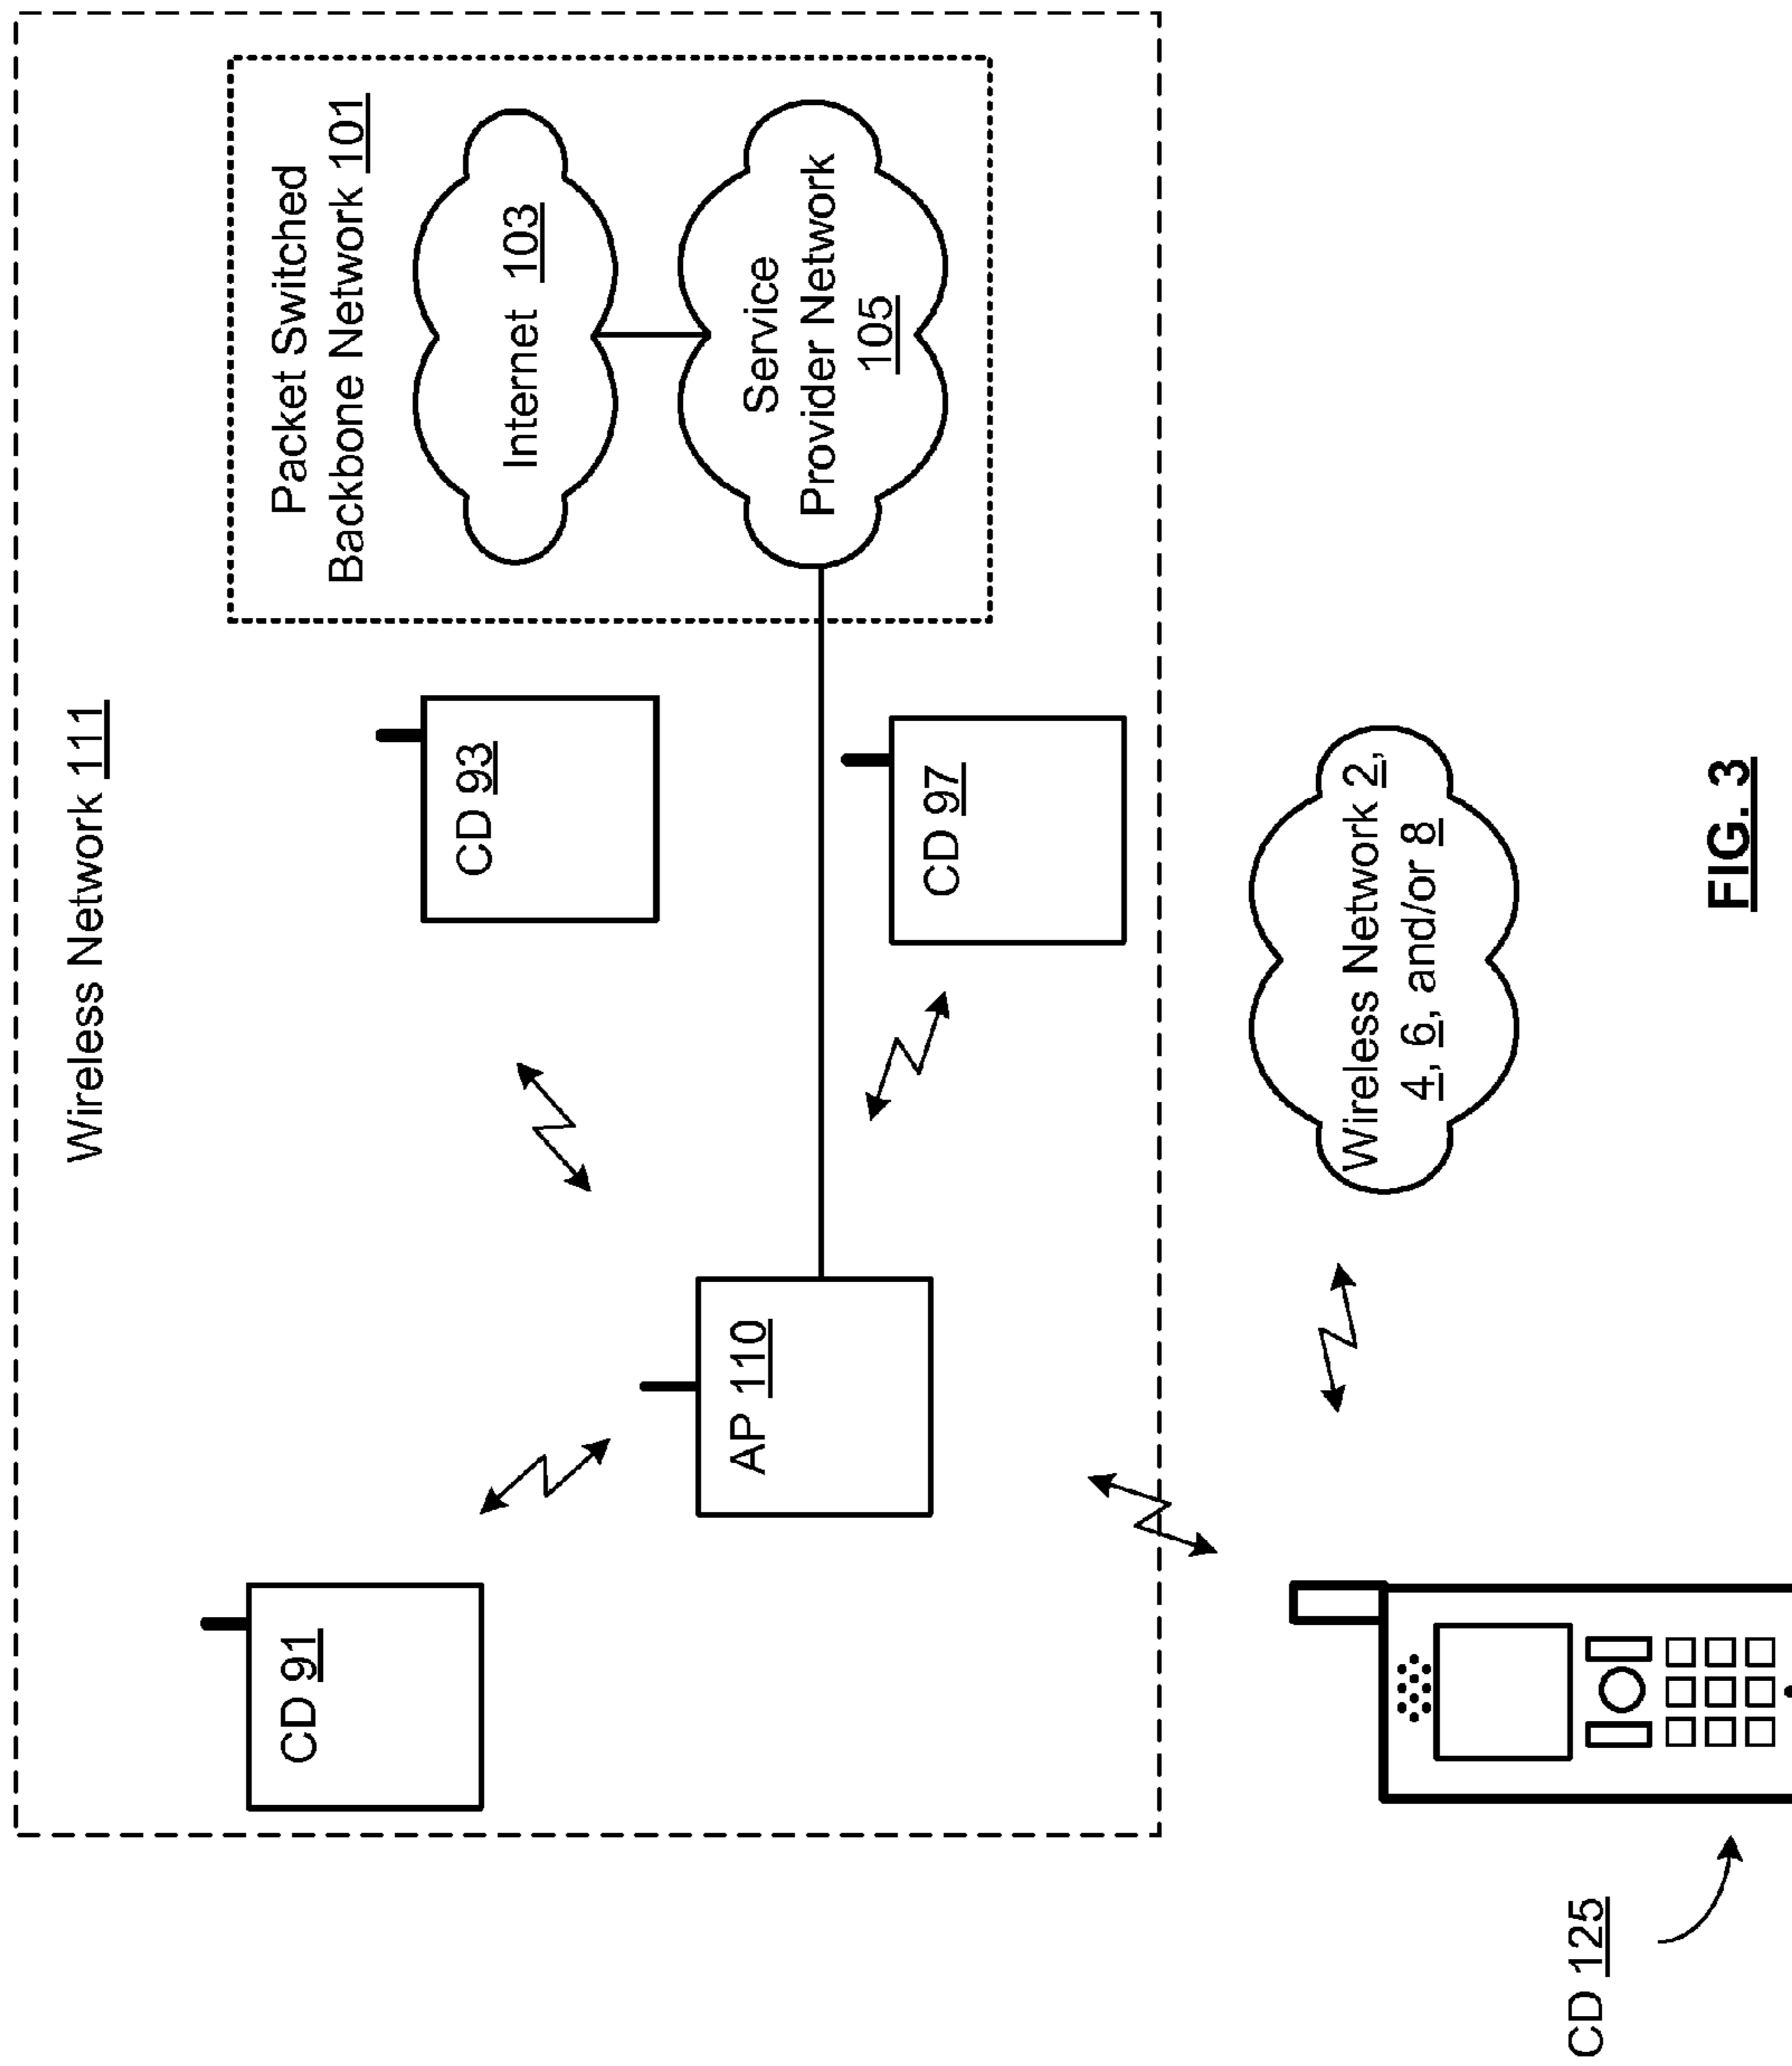 Wireless Network 111
Packet Switched
Backbone Network 101
Internet 103
Service
Provider Network
105
CD 91
CD 93
AP 110
CD 97
CD 125
Wireless Network 2,
4, 6, and/or 8
FIG. 3